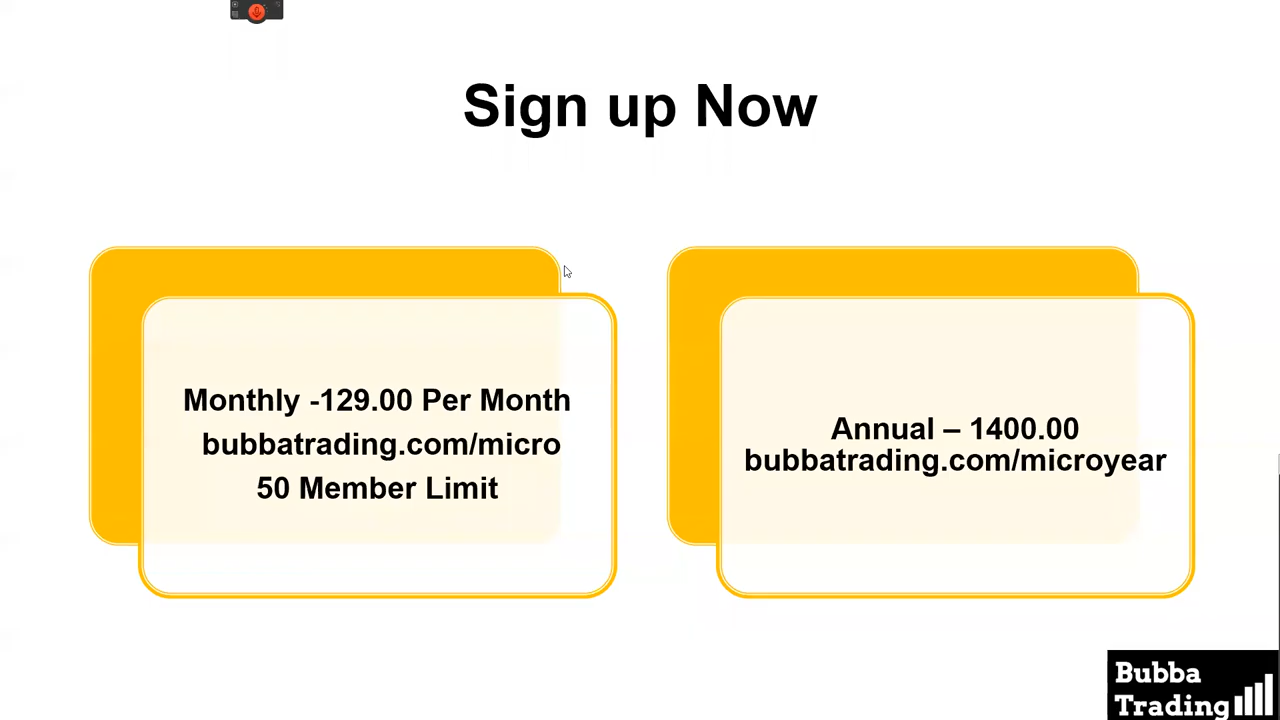 Sign up Now
Monthly -129.00 Per Month
bubbatrading.com/micro
50 Member Limit
Annual – 1400.00
bubbatrading.com/microyear
Bubba
Trading